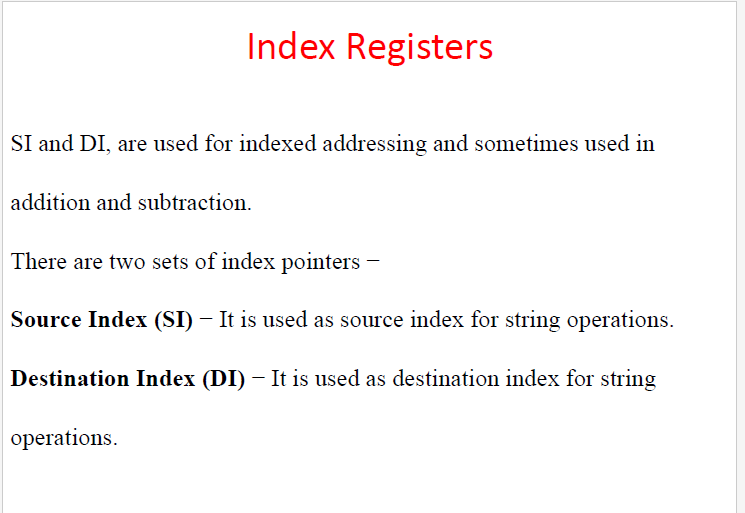 Index Registers
SI and DI, are used for indexed addressing and sometimes used in
addition and subtraction.
There are two sets of index pointers −
Source Index (SI) − It is used as source index for string operations.
Destination Index (DI) − It is used as destination index for string
operations.